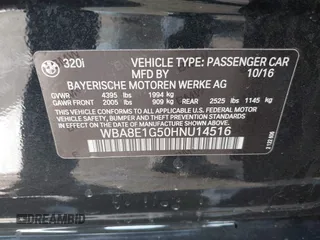 320i VEHICLE TYPE: PASSENGER CAR
MFD BY 10/16
BAYERISCHE MOTOREN WERKE AG
GVWR 4395 lbs 1994 kg
GAWR FRONT 2005 lbs 909 kg REAR 2525 lbs 1145 kg
THIS VEHICLE CONFORMS TO ALL APPLICABLE U.S. FEDERAL MOTOR
VEHICLE SAFETY, BUMPER AND THEFT PREVENTION STANDARDS
IN EFFECT ON THE DATE OF MANUFACTURE SHOWN ABOVE.
WBA8E1G50HNU14516
DREAMBID